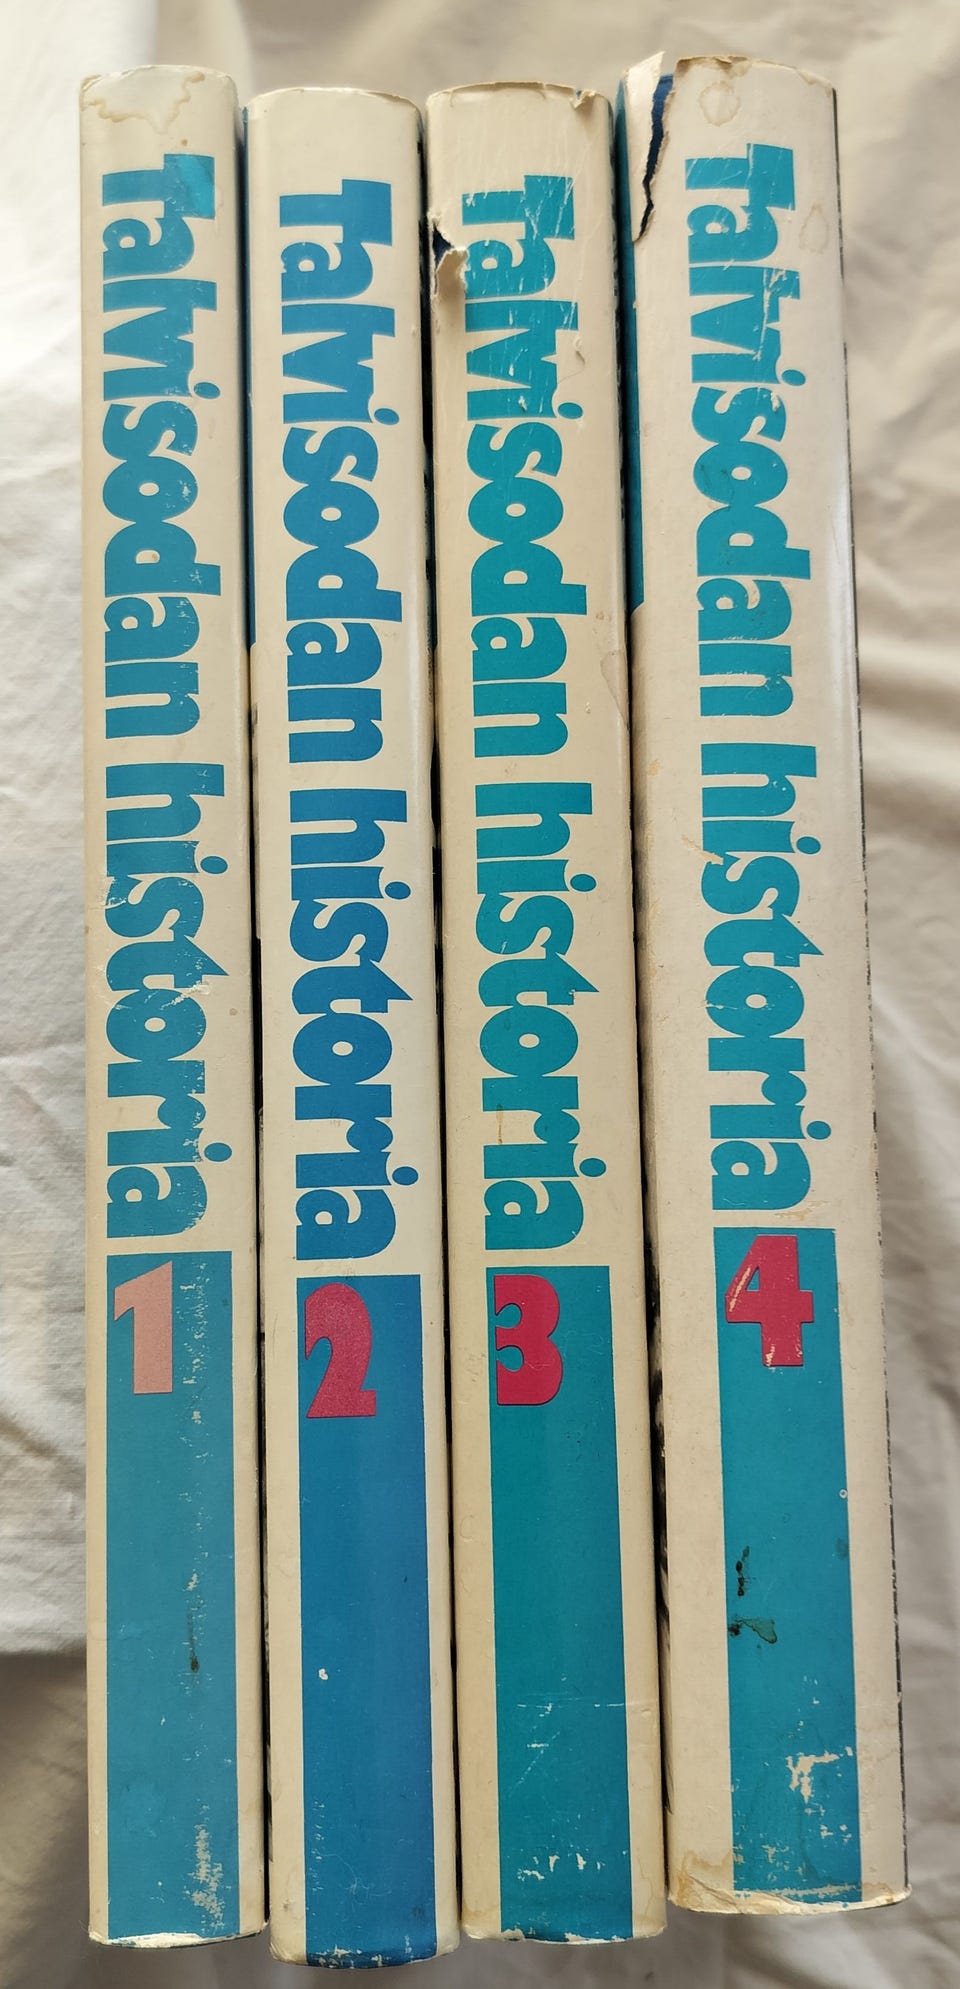 Talvisodan historia 1
Talvisodan historia 2
Talvisodan historia 3
Talvisodan historia 4